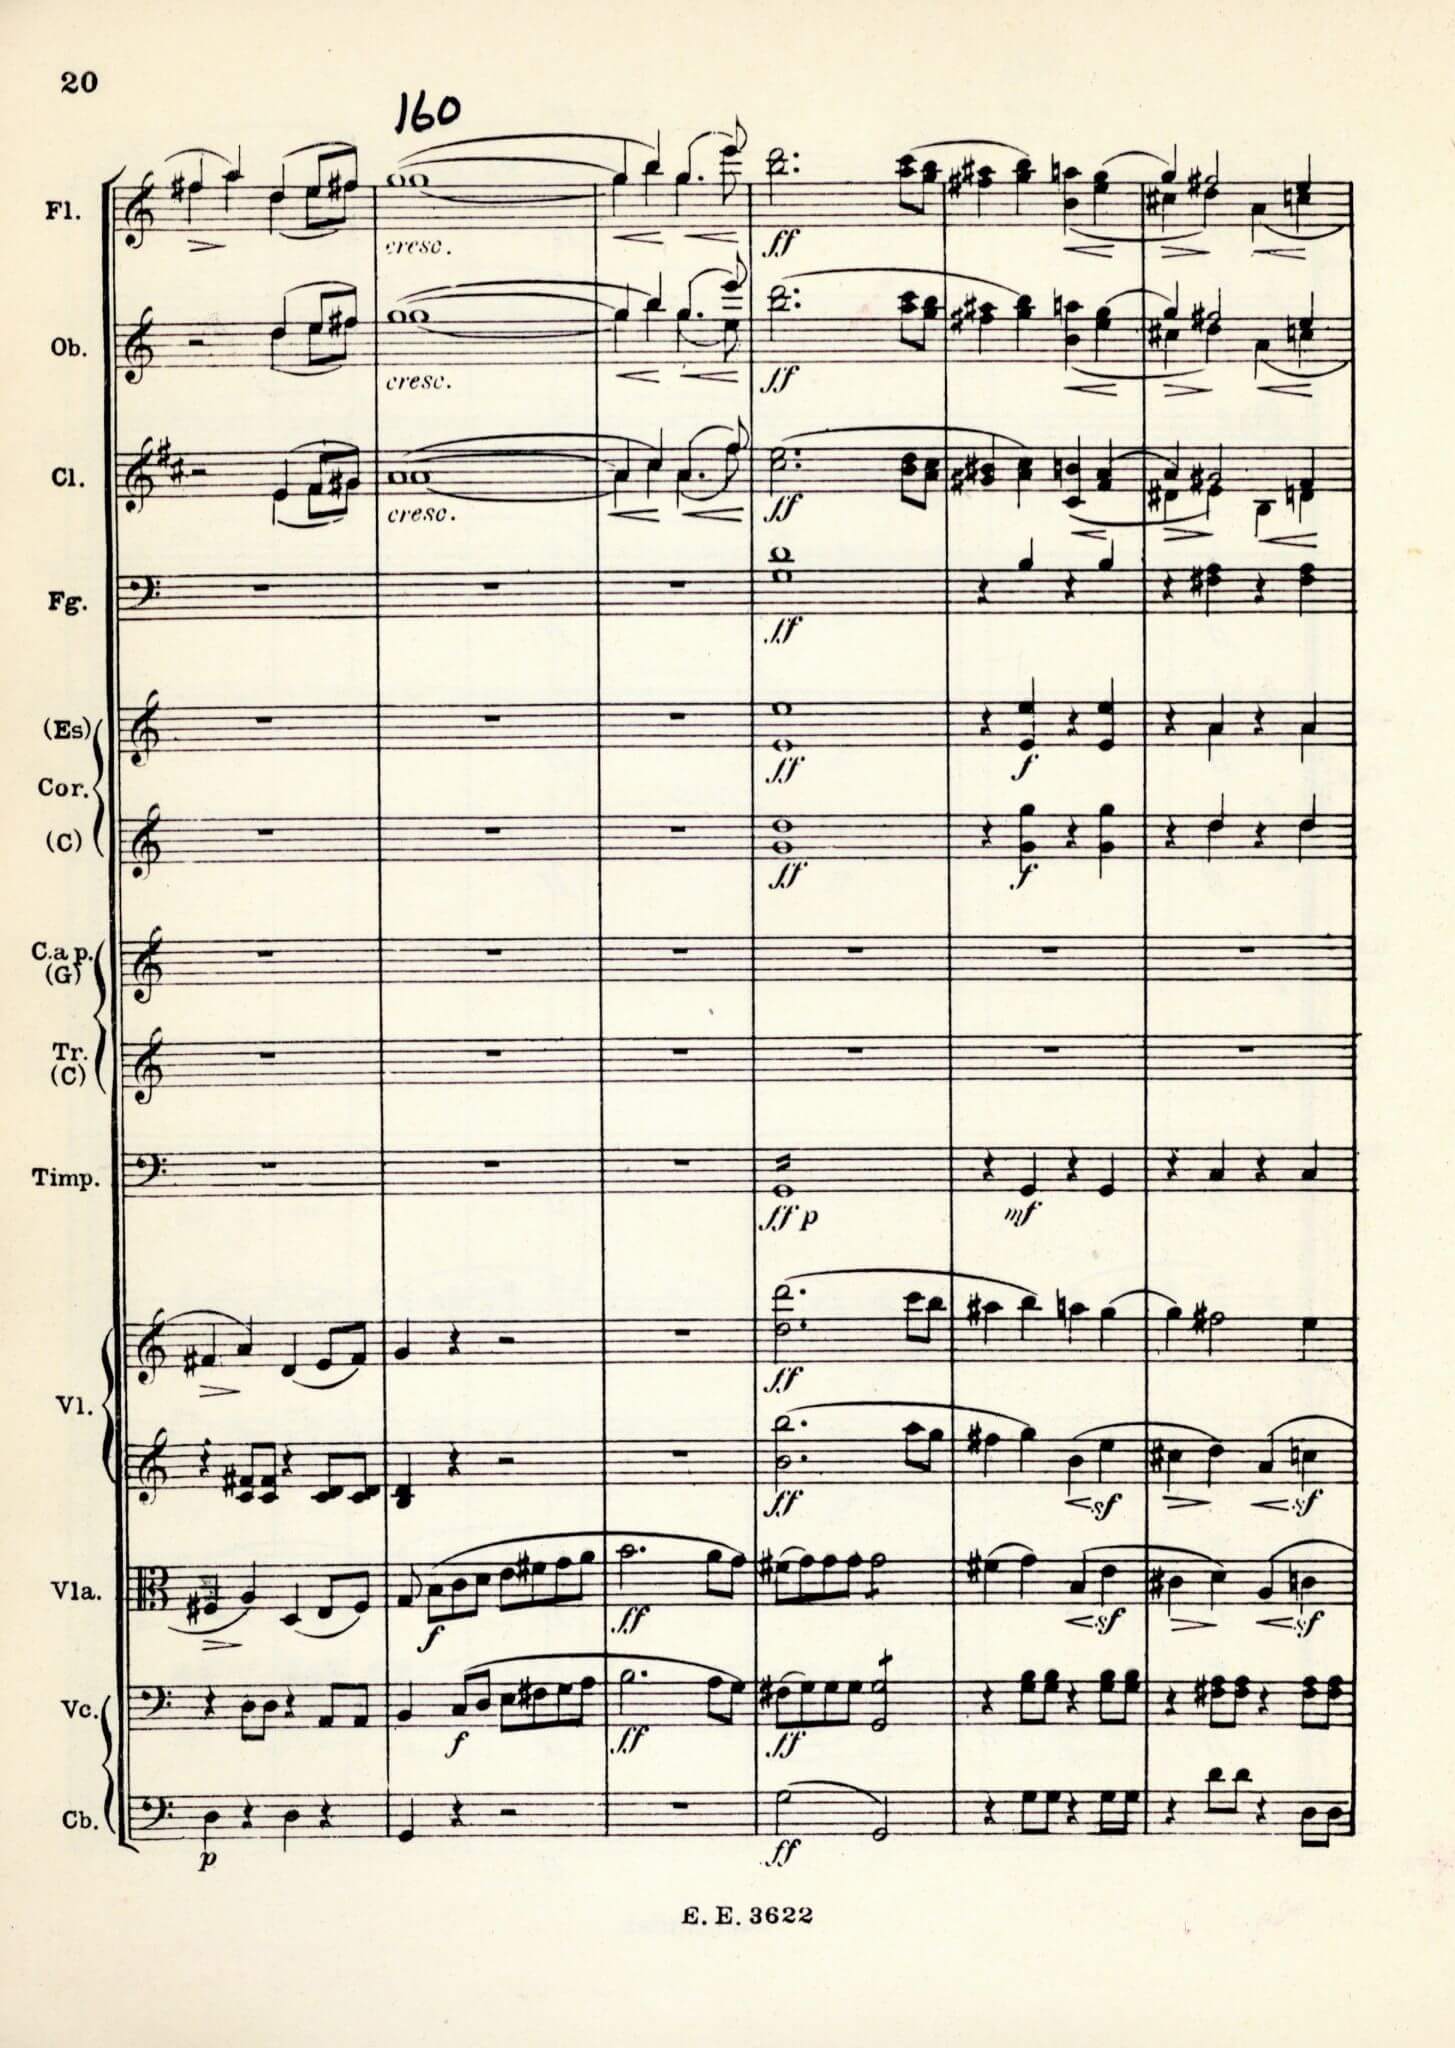 20
160
Fl.
cresc.
ff
Ob.
cresc.
ff
Cl.
cresc.
ff
Fg.
ff
(Es)
ff
f
Cor.
(C)
ff
f
C.a p.
(G)
Tr.
(C)
Timp.
ff p
mf
ff
Vl.
ff
sf
sf
Vla.
f
ff
sf
sf
Vc.
f
ff
ff
Cb.
p
ff
E. E. 3622